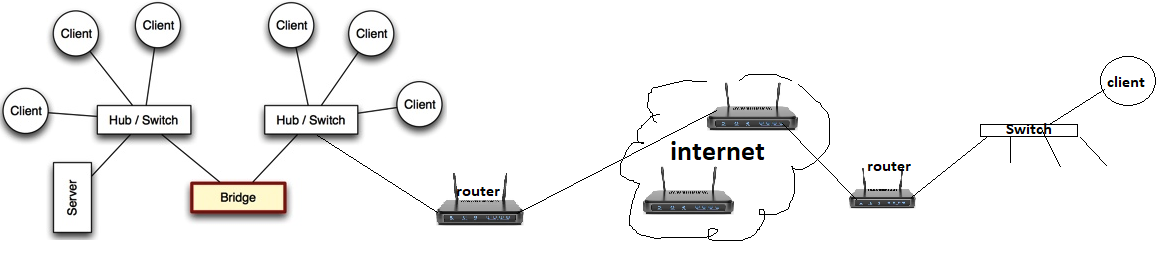 Client
Client
Client
Client
Client
Client
Hub / Switch
Hub / Switch
Server
Bridge
router
internet
router
Switch
client